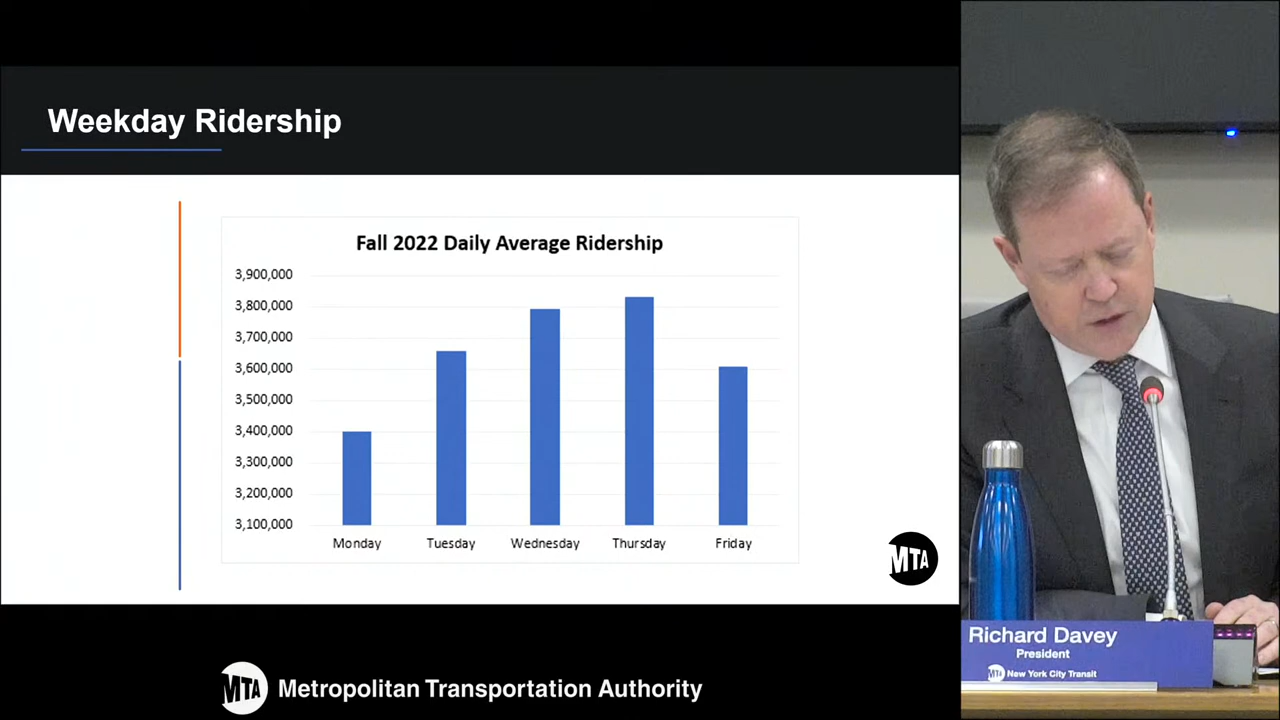 Weekday Ridership
Fall 2022 Daily Average Ridership
3,900,000
3,800,000
3,700,000
3,600,000
3,500,000
3,400,000
3,300,000
3,200,000
3,100,000
Monday Tuesday Wednesday Thursday Friday
MTA
Richard Davey
President
MTA New York City Transit
MTA Metropolitan Transportation Authority